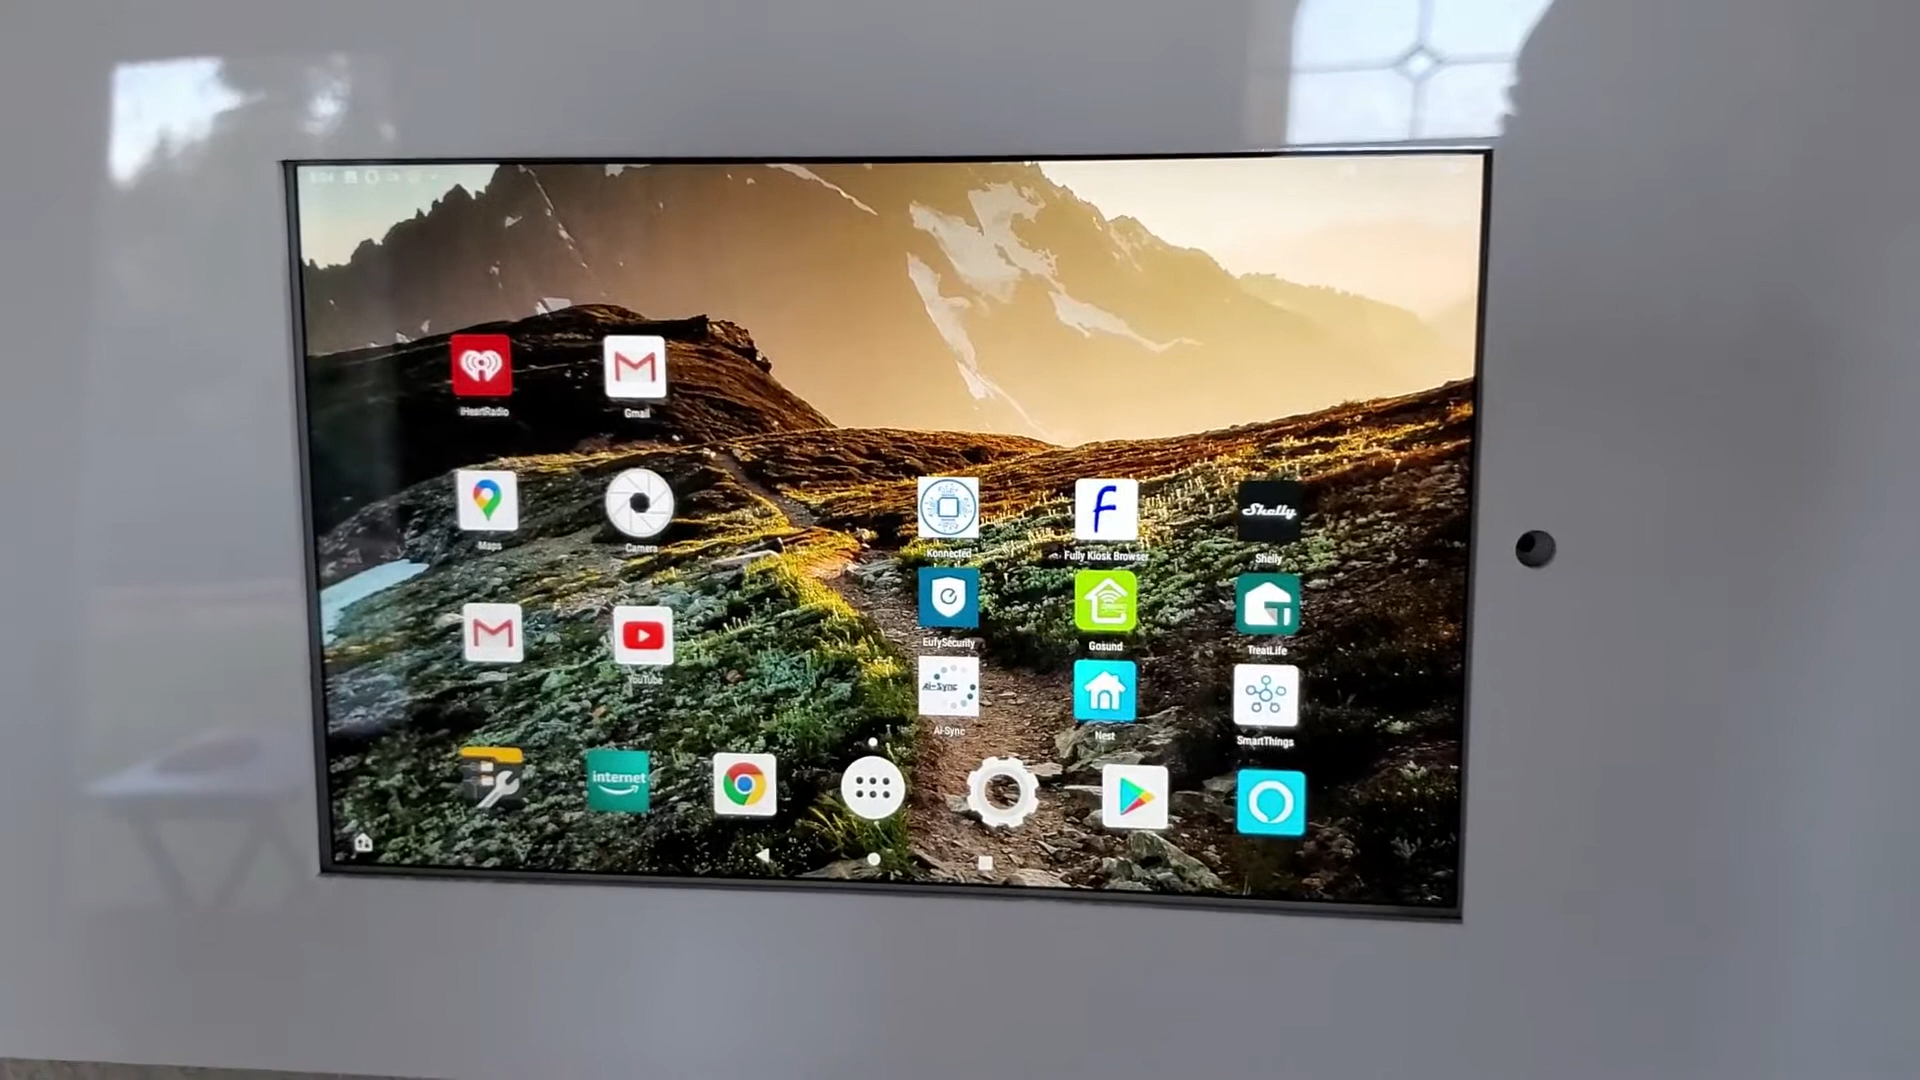 iHeartRadio
Gmail
Maps
Camera
Konnected
Fully Kiosk Browser
Shelly
Shelly
EufySecurity
Gosund
TreatLife
YouTube
Ai-Sync
Ai-Sync
Nest
SmartThings
internet